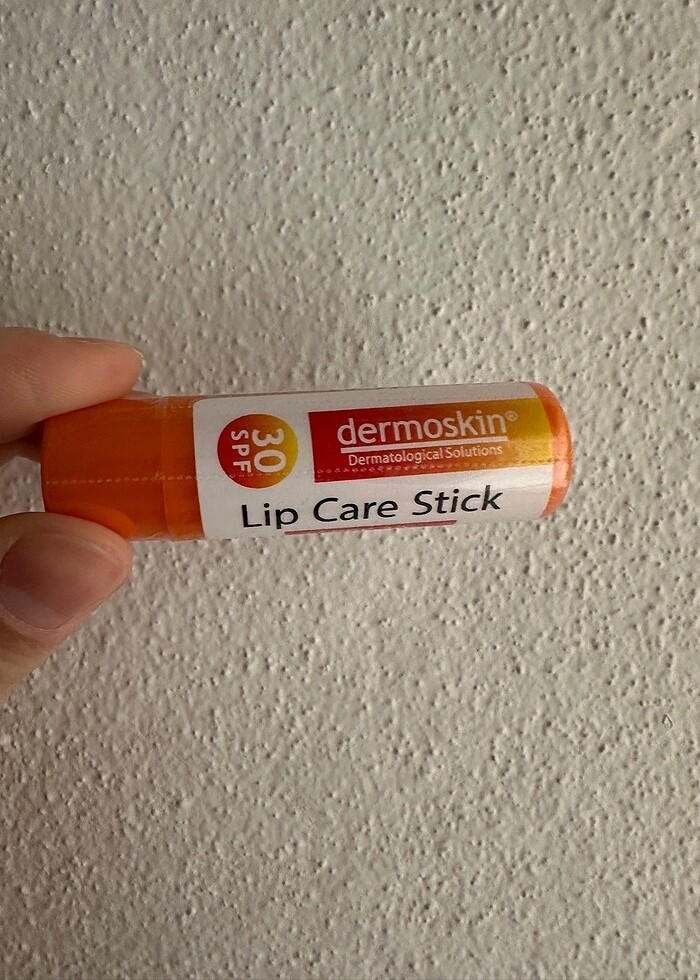 30
SPF
dermoskin®
Dermatological Solutions
Lip Care Stick